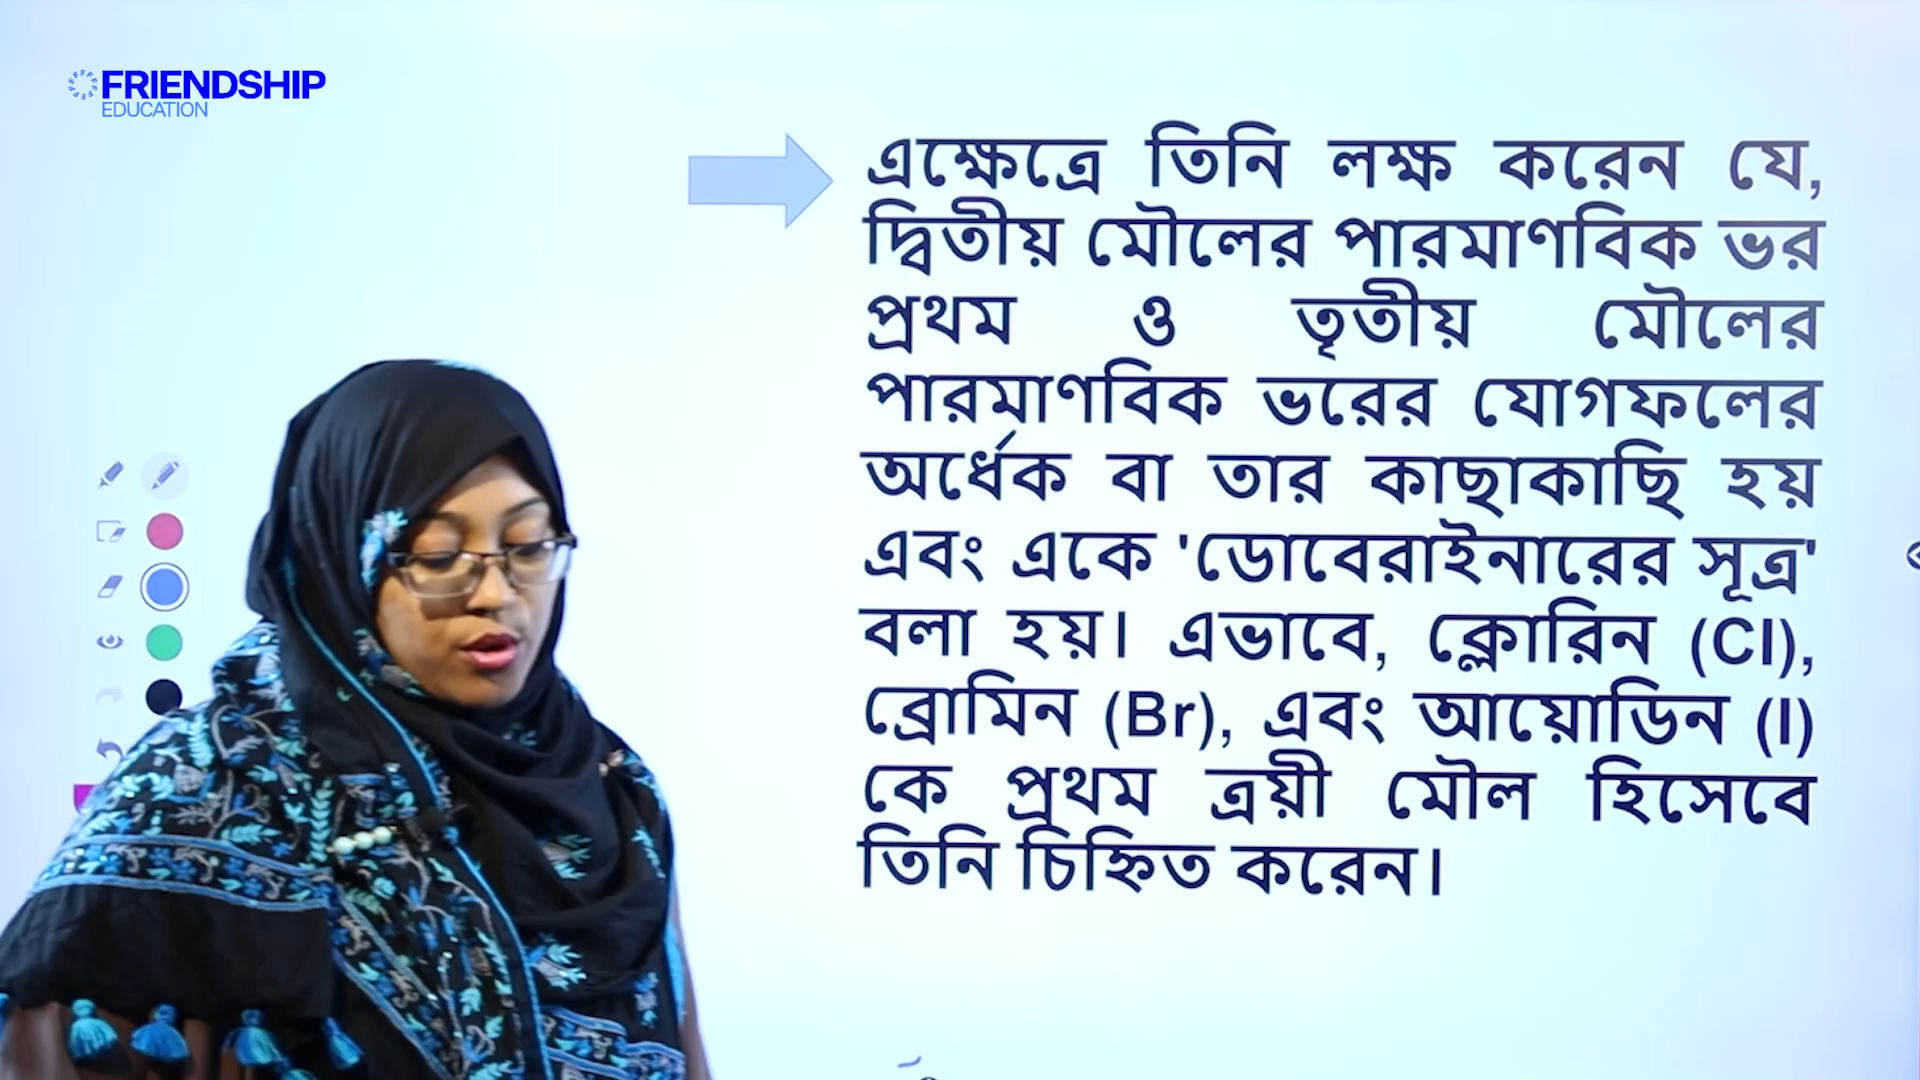 FRIENDSHIP
EDUCATION
এক্ষেত্রে তিনি লক্ষ করেন যে,
দ্বিতীয় মৌলের পারমাণবিক ভর
প্রথম ও তৃতীয় মৌলের
পারমাণবিক ভরের যোগফলের
অর্ধেক বা তার কাছাকাছি হয়
এবং একে 'ডোবেরাইনারের সূত্র'
বলা হয়। এভাবে, ক্লোরিন (Cl),
ব্রোমিন (Br), এবং আয়োডিন (I)
কে প্রথম ত্রয়ী মৌল হিসেবে
তিনি চিহ্নিত করেন।